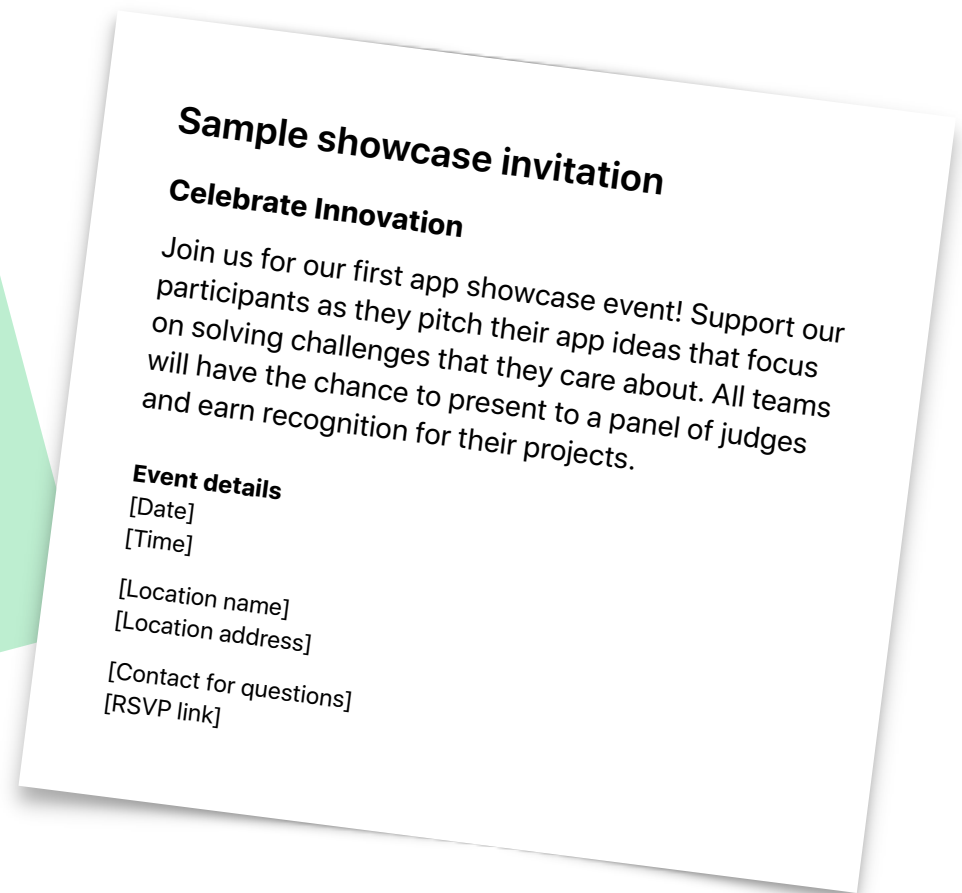 Sample showcase invitation
Celebrate Innovation
Join us for our first app showcase event! Support our
participants as they pitch their app ideas that focus
on solving challenges that they care about. All teams
will have the chance to present to a panel of judges
and earn recognition for their projects.
Event details
[Date]
[Time]
[Location name]
[Location address]
[Contact for questions]
[RSVP link]